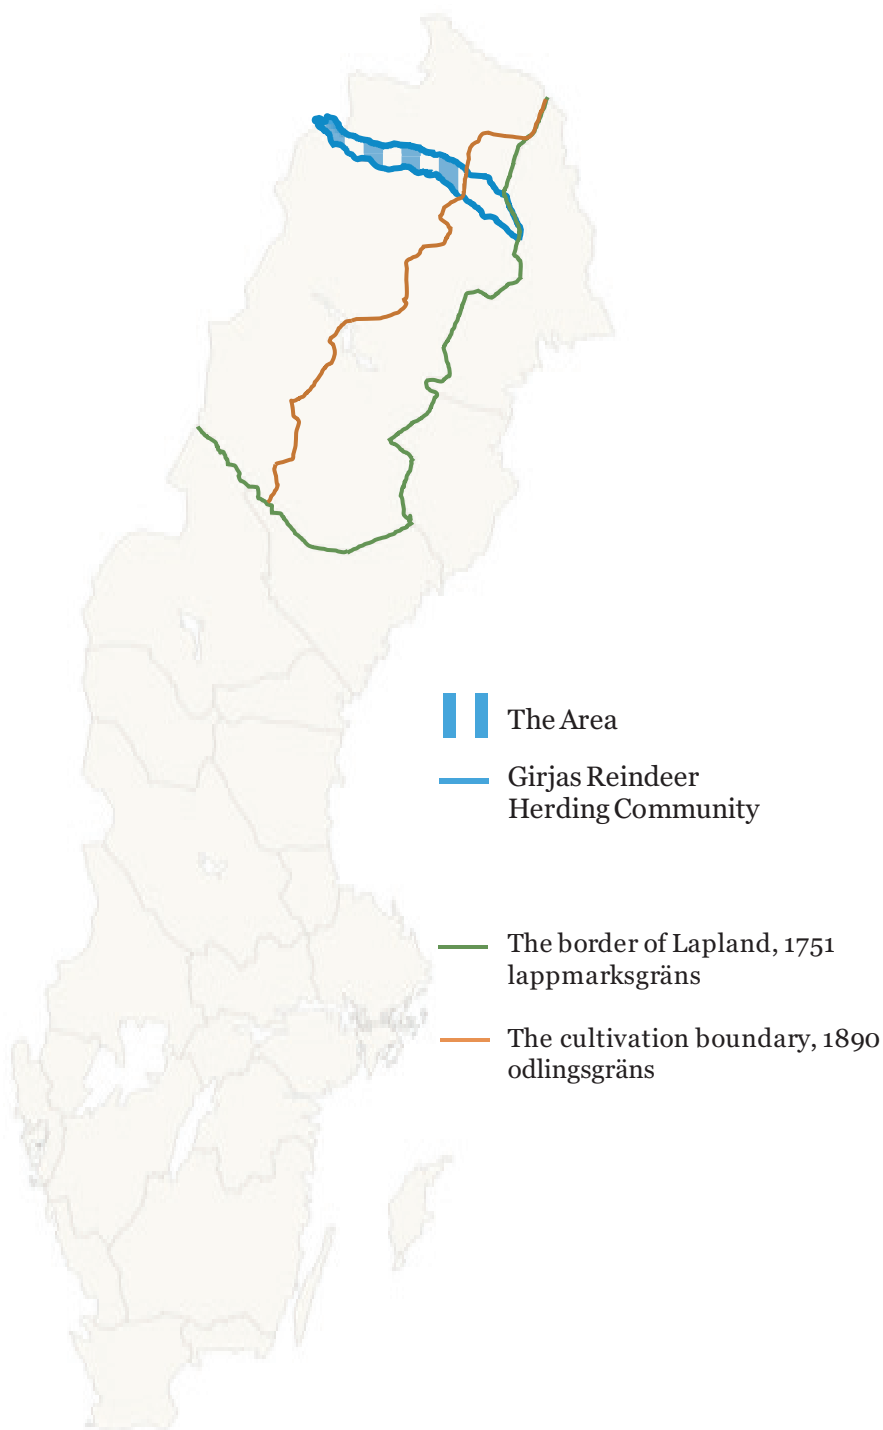 The Area
Girjas Reindeer
Herding Community
The border of Lapland, 1751
lappmarksgräns
The cultivation boundary, 1890
odlingsgräns